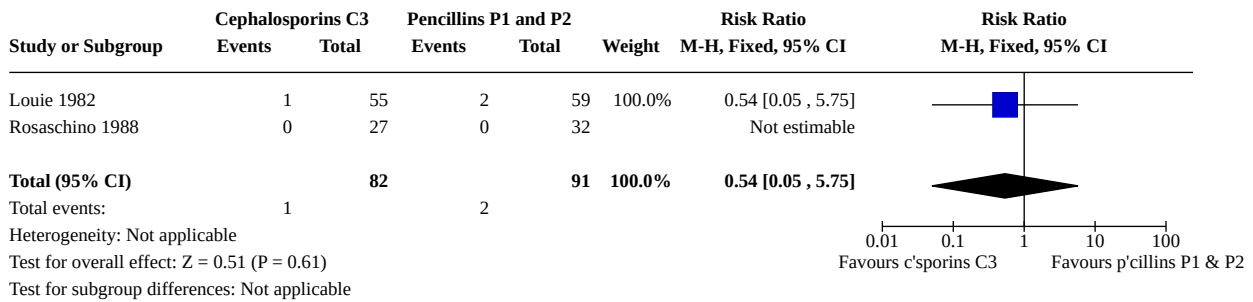 Cephalosporins C3 Pencillins P1 and P2 Risk Ratio Risk Ratio
Study or Subgroup Events Total Events Total Weight M-H, Fixed, 95% CI M-H, Fixed, 95% CI
Louie 1982 1 55 2 59 100.0% 0.54 [0.05 , 5.75]
Rosaschino 1988 0 27 0 32 Not estimable
Total (95% CI) 82 91 100.0% 0.54 [0.05 , 5.75]
Total events: 1 2
Heterogeneity: Not applicable
0.01 0.1 1 10 100
Test for overall effect: Z = 0.51 (P = 0.61) Favours c'sporins C3 Favours p'cillins P1 & P2
Test for subgroup differences: Not applicable